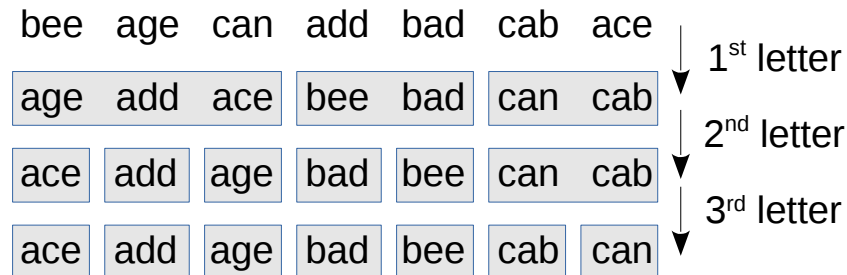 bee age can add bad cab ace
1st letter
age add ace bee bad can cab
2nd letter
ace add age bad bee can cab
3rd letter
ace add age bad bee cab can